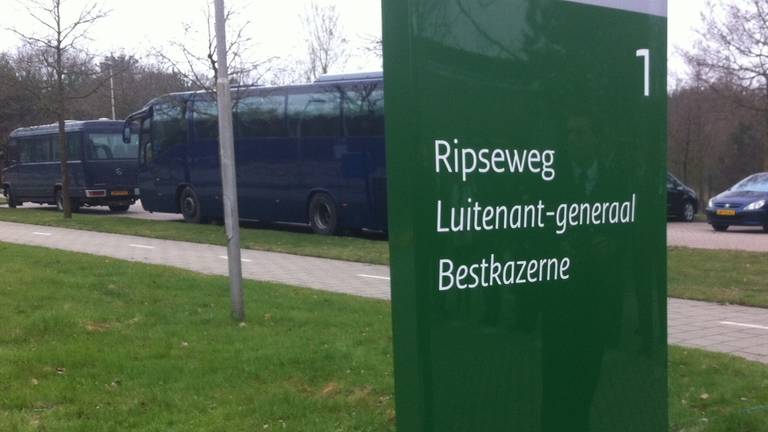 1
Ripseweg
Luitenant-generaal
Bestkazerne